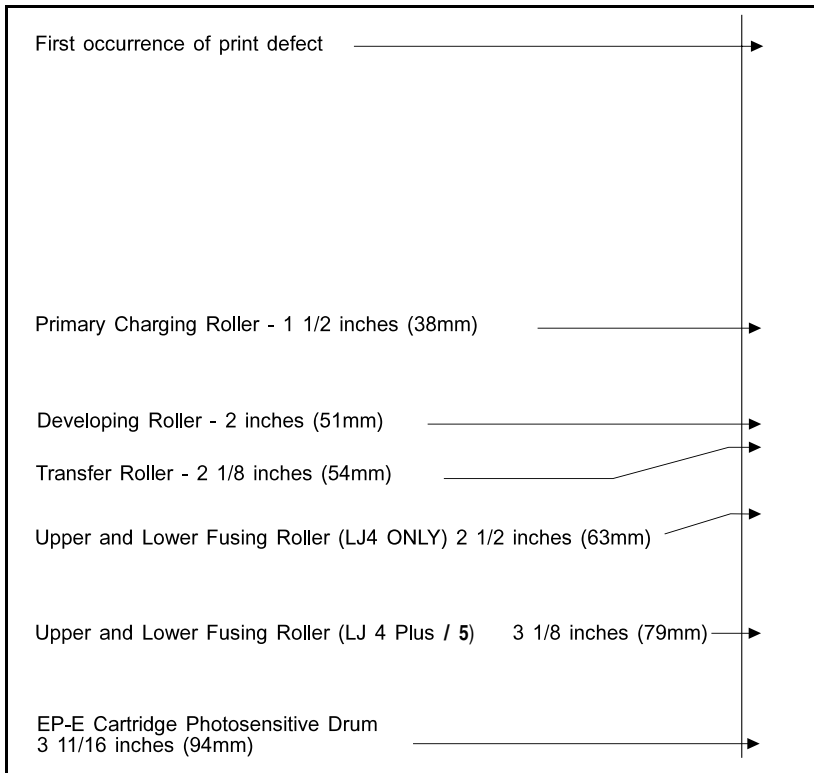 First occurrence of print defect
Primary Charging Roller - 1 1/2 inches (38mm)
Developing Roller - 2 inches (51mm)
Transfer Roller - 2 1/8 inches (54mm)
Upper and Lower Fusing Roller (LJ4 ONLY) 2 1/2 inches (63mm)
Upper and Lower Fusing Roller (LJ 4 Plus / 5) 3 1/8 inches (79mm)
EP-E Cartridge Photosensitive Drum
3 11/16 inches (94mm)